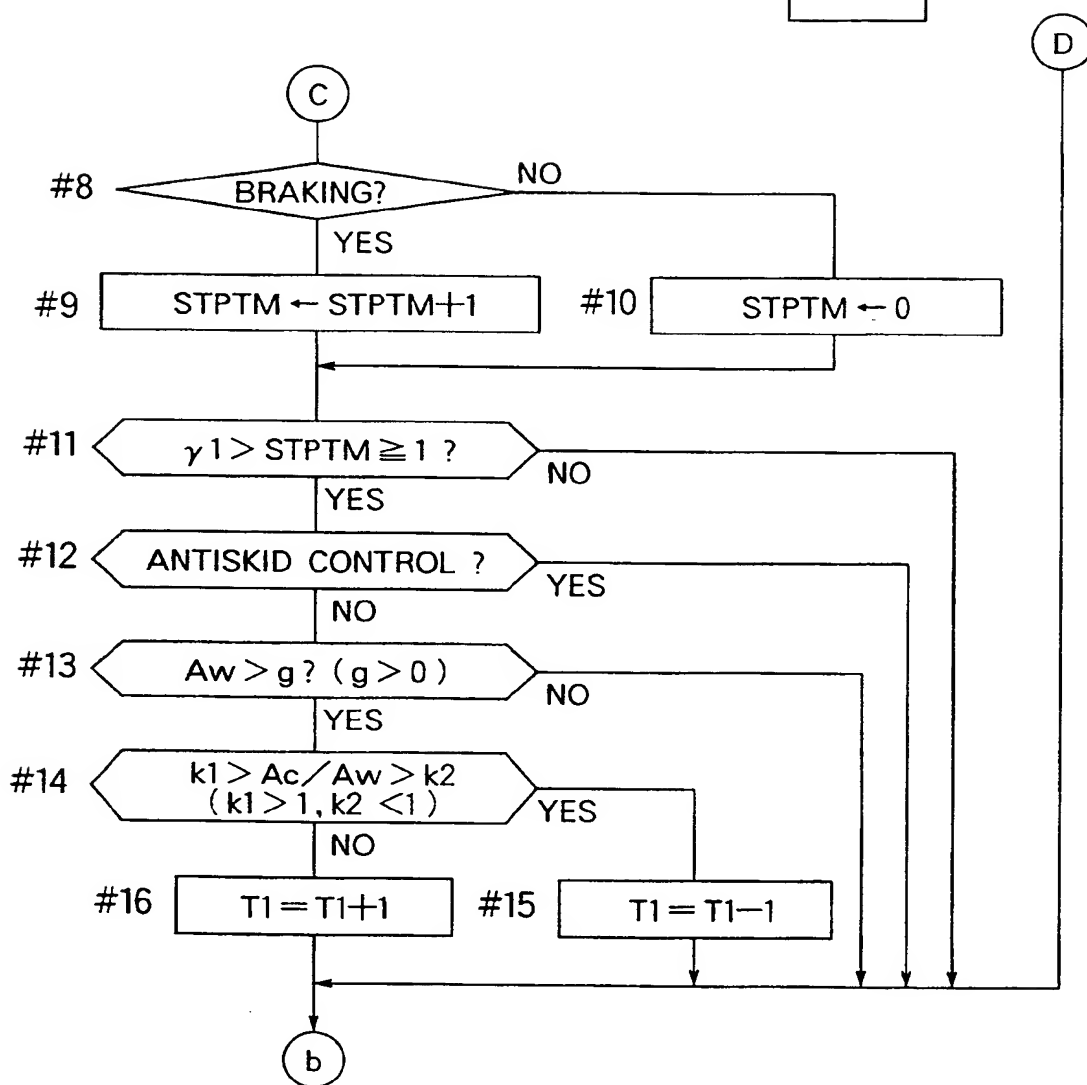 D
C
#8 BRAKING? NO
YES
#9 STPTM ← STPTM+1 #10 STPTM ← 0
#11 γ1 > STPTM ≧ 1 ?
NO
YES
#12 ANTISKID CONTROL ?
YES
NO
#13 Aw > g ? ( g > 0 )
NO
YES
#14 k1 > Ac/Aw > k2
( k1 > 1, k2 < 1 )
YES
NO
#16 T1 = T1+1 #15 T1 = T1−1
b